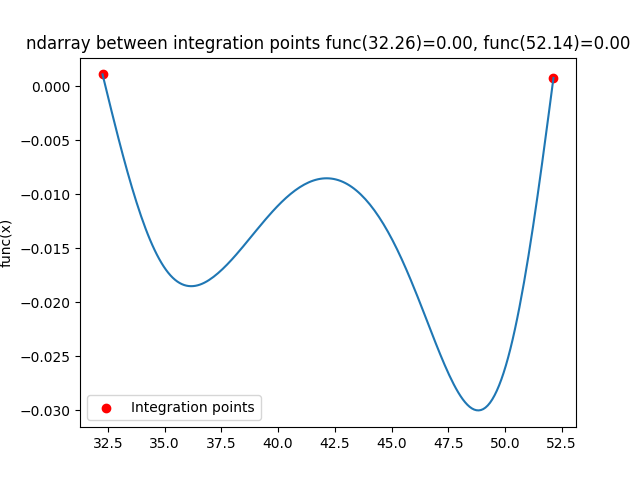 ndarray between integration points func(32.26)=0.00, func(52.14)=0.00
func(x)
0.000
−0.005
−0.010
−0.015
−0.020
−0.025
−0.030
Integration points
32.5 35.0 37.5 40.0 42.5 45.0 47.5 50.0 52.5